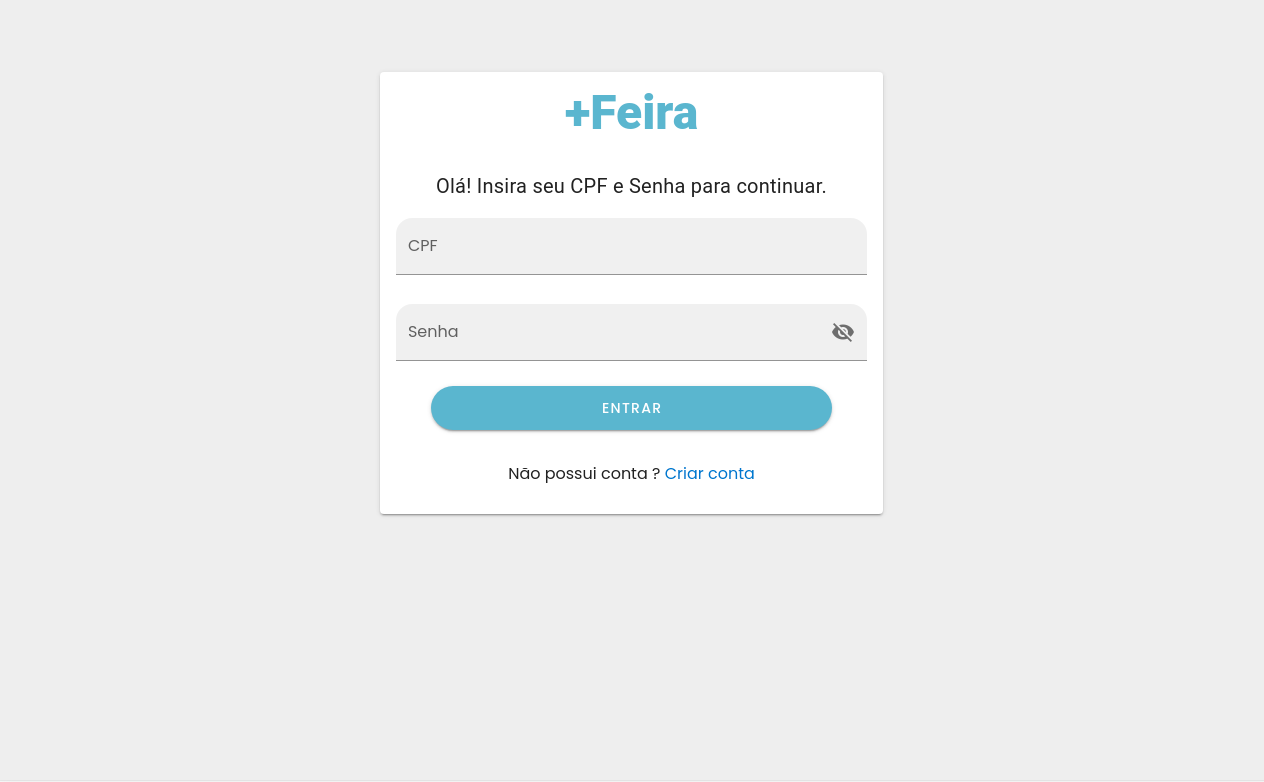 +Feira
Olá! Insira seu CPF e Senha para continuar.
CPF
Senha
ENTRAR
Não possui conta ? Criar conta